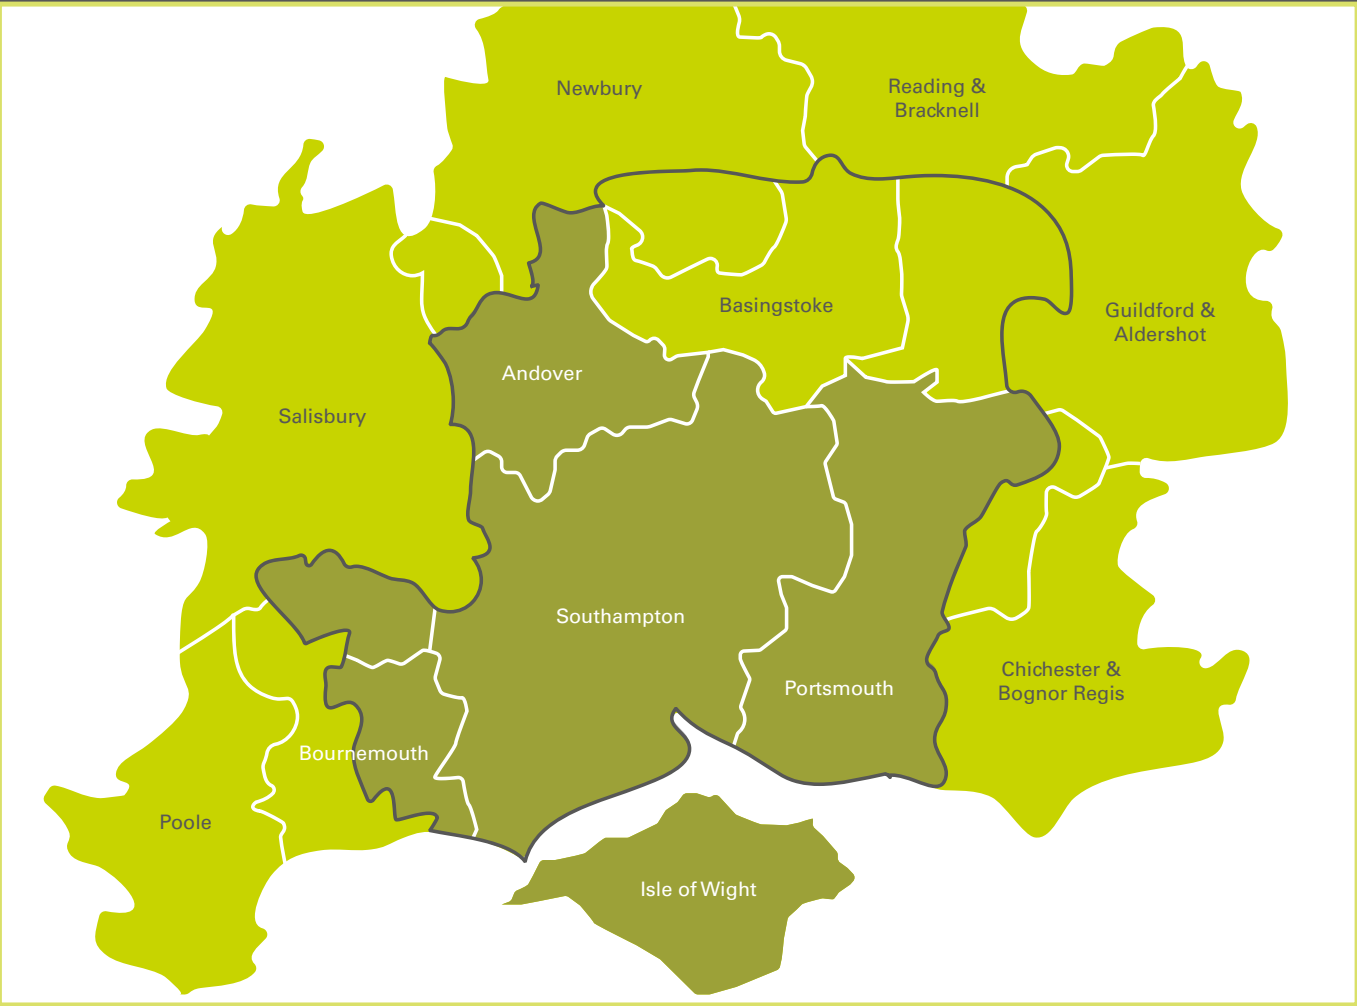 Newbury
Reading &
Bracknell
Basingstoke
Guildford &
Aldershot
Andover
Salisbury
Southampton
Chichester &
Bognor Regis
Portsmouth
Bournemouth
Poole
Isle of Wight